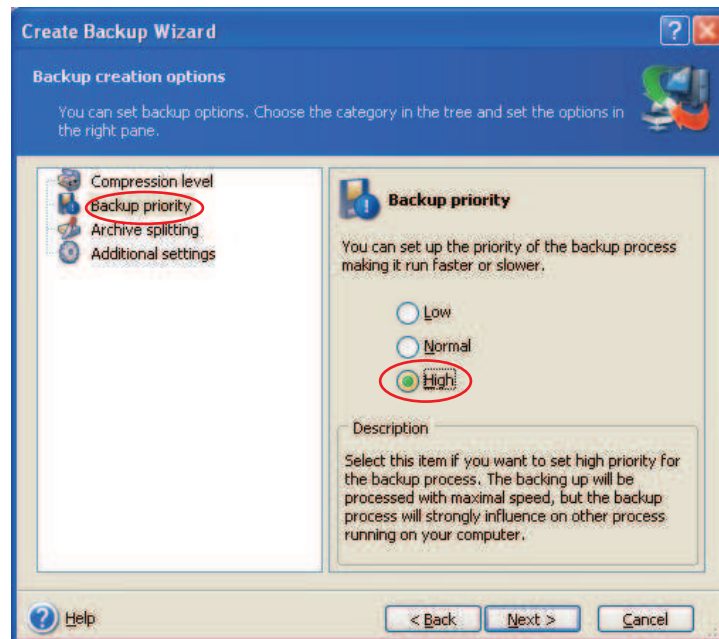 Create Backup Wizard
Backup creation options
You can set backup options. Choose the category in the tree and set the options in
the right pane.
Compression level
Backup priority
Archive splitting
Additional settings
Backup priority
You can set up the priority of the backup process
making it run faster or slower.
Low
Normal
High
Description
Select this item if you want to set high priority for
the backup process. The backing up will be
processed with maximal speed, but the backup
process will strongly influence on other process
running on your computer.
Help
< Back
Next >
Cancel